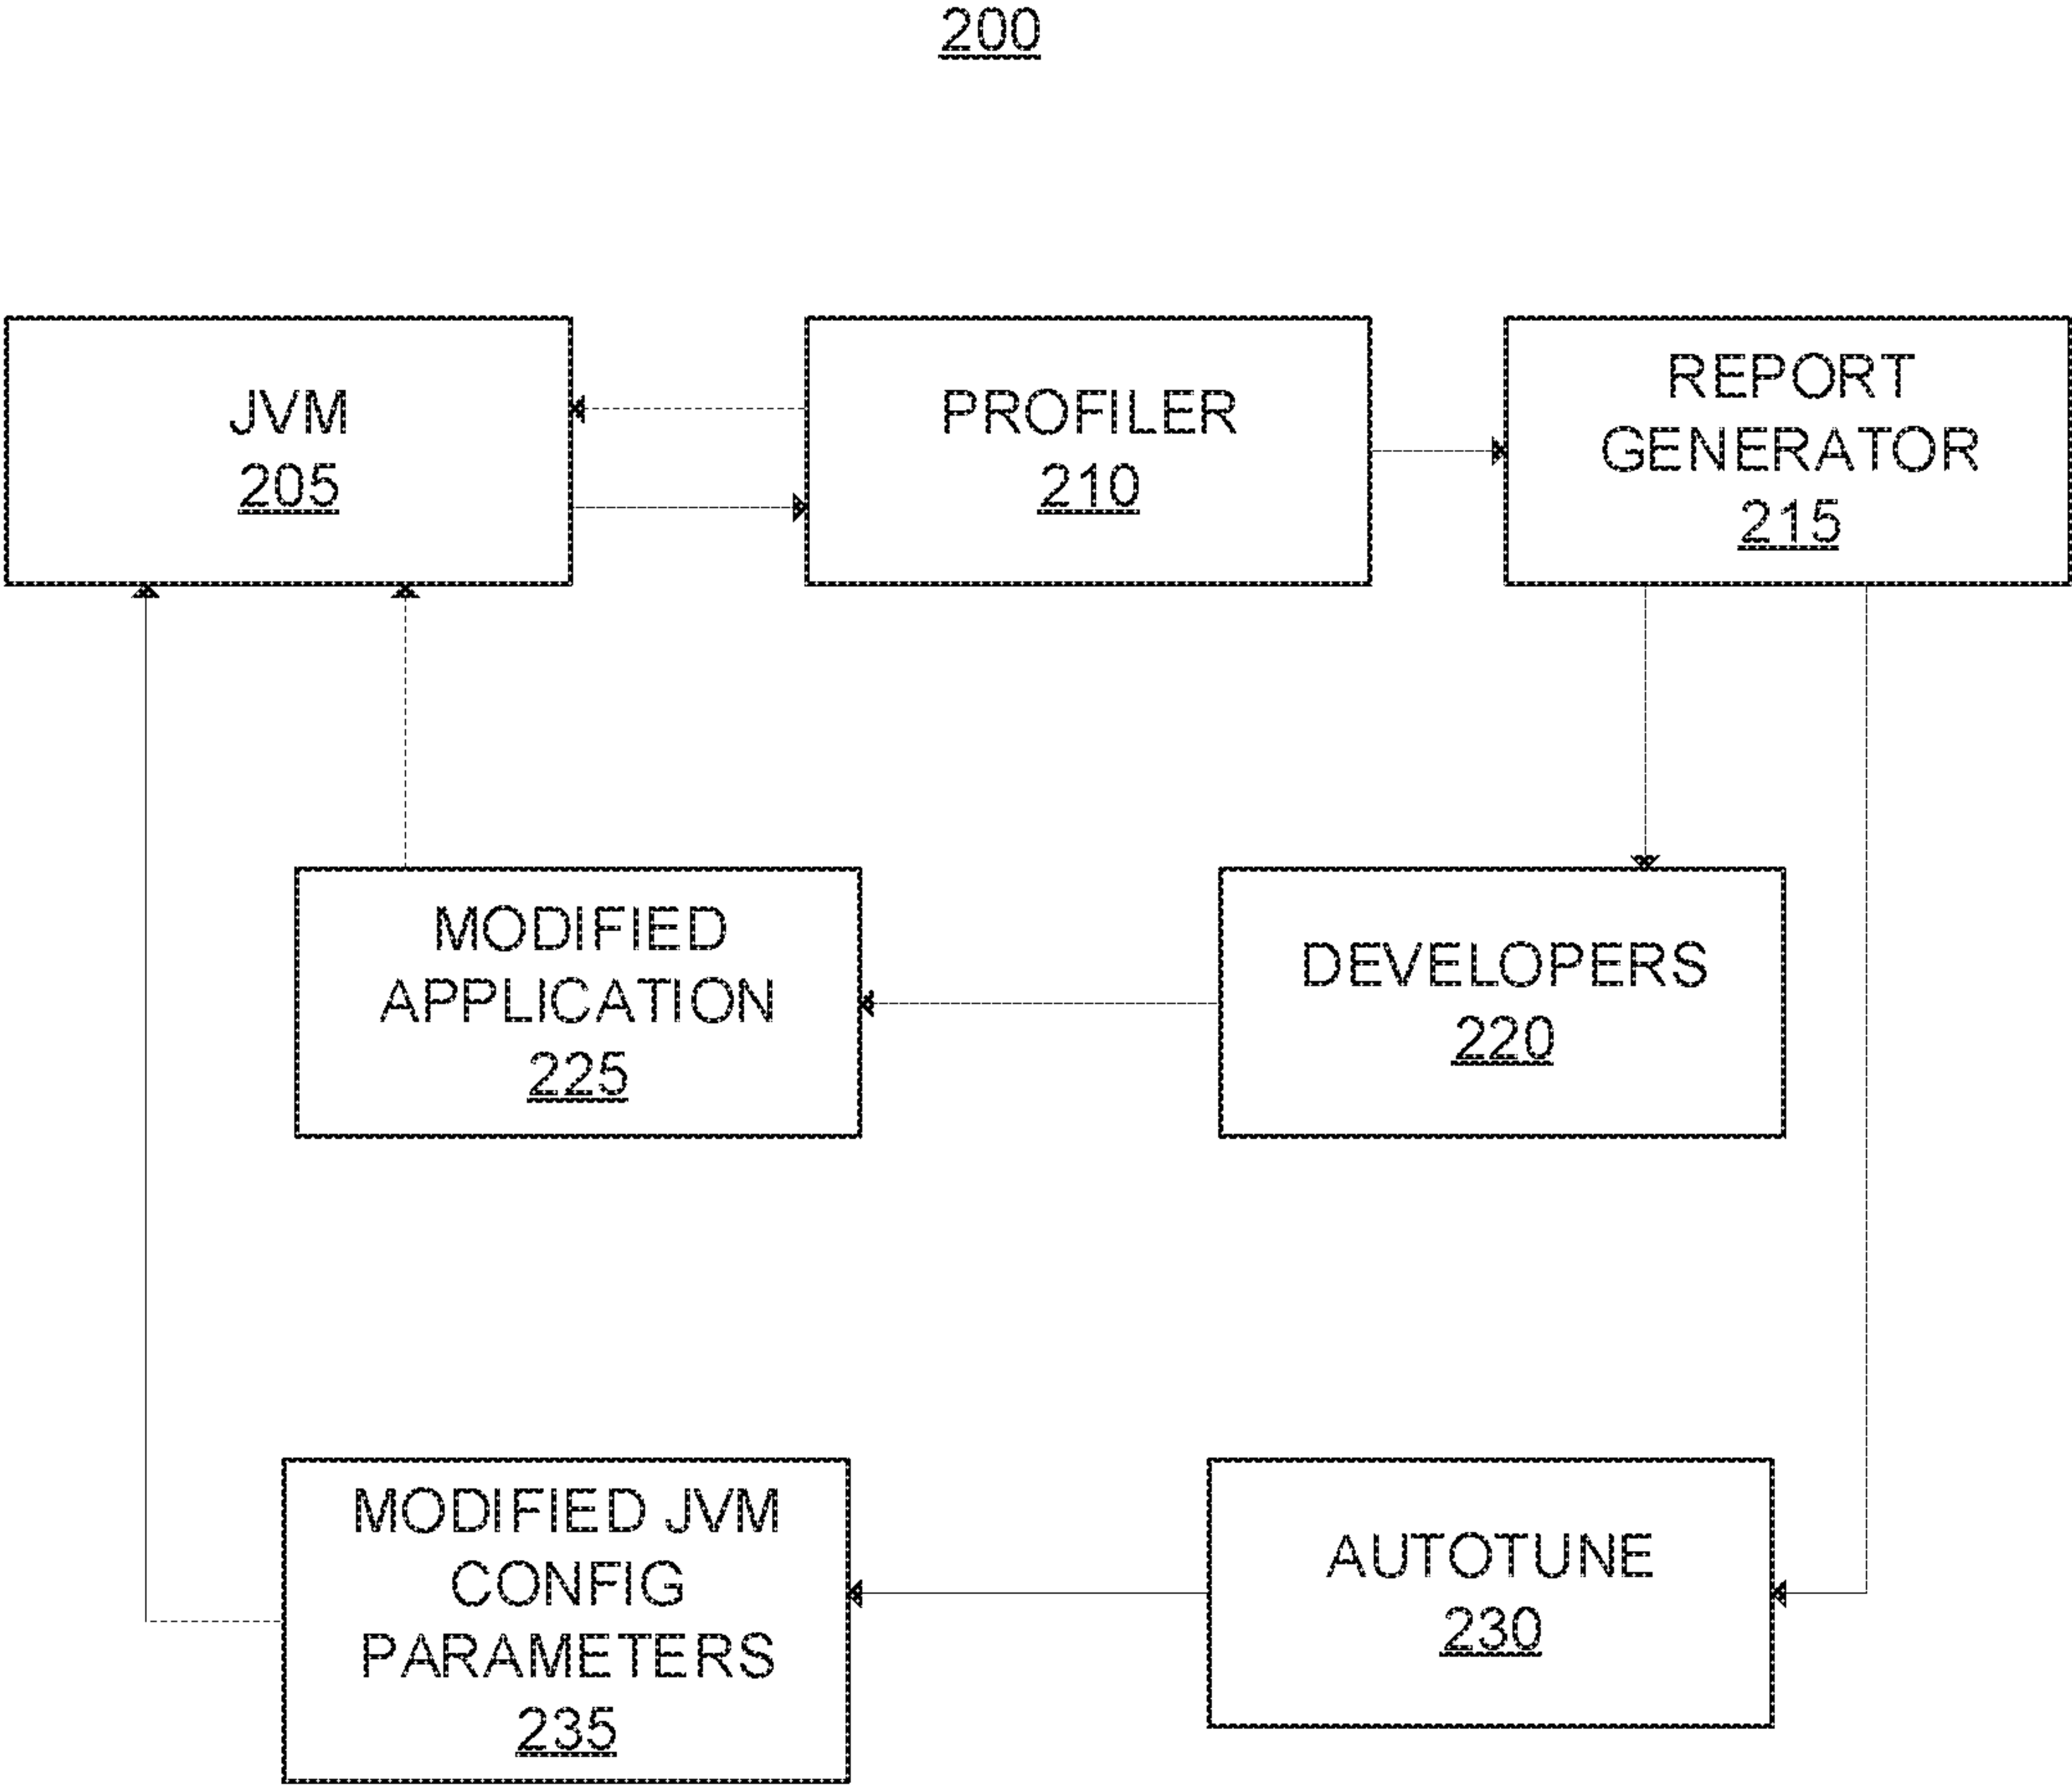 200
JVM
205
PROFILER
210
REPORT
GENERATOR
215
MODIFIED
APPLICATION
225
DEVELOPERS
220
MODIFIED JVM
CONFIG
PARAMETERS
235
AUTOTUNE
230